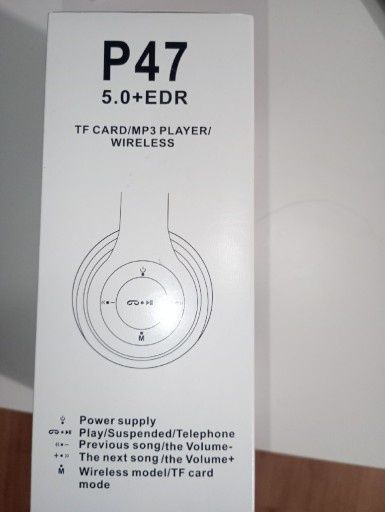 P47
5.0+EDR
TF CARD/MP3 PLAYER/
WIRELESS
M
Power supply
Play/Suspended/Telephone
Previous song/the Volume-
The next song/the Volume+
M Wireless model/TF card
mode